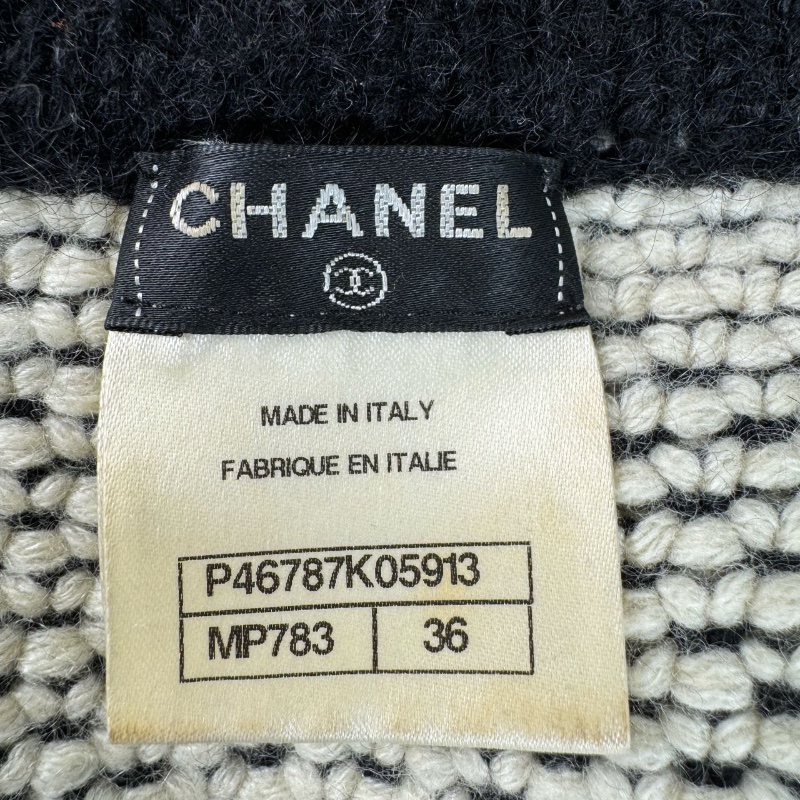 CHANEL
MADE IN ITALY
FABRIQUE EN ITALIE
P46787K05913
MP783 36